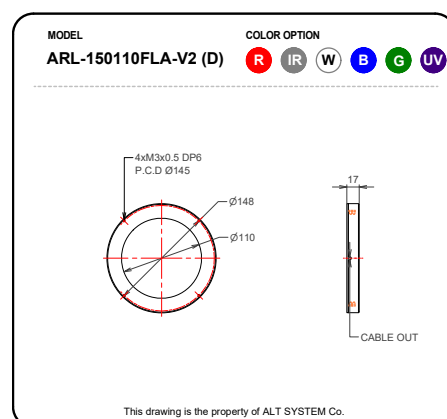 MODEL
COLOR OPTION
ARL-150110FLA-V2 (D)
R IR W B G UV
4xM3x0.5 DP6
P.C.D Ø145
Ø148
Ø110
17
CABLE OUT
This drawing is the property of ALT SYSTEM Co.